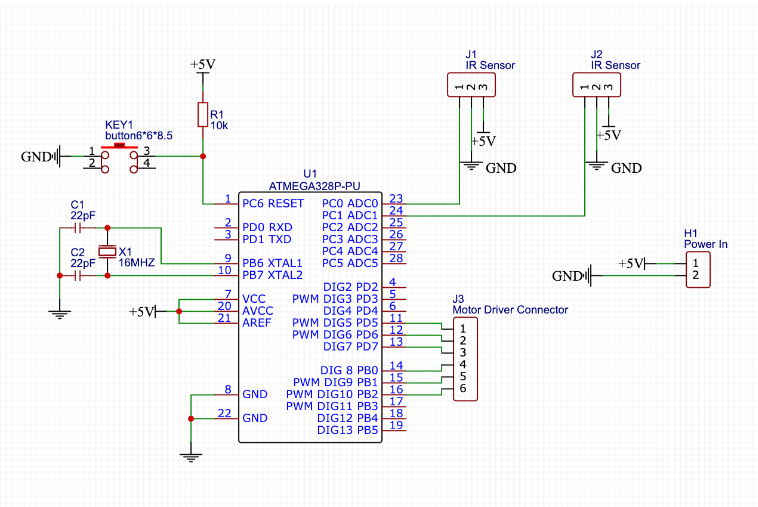 J1
IR Sensor
1 2 3
+5V
GND
J2
IR Sensor
1 2 3
+5V
GND
+5V
R1
10k
KEY1
button6*6*8.5
GND
1 3
2 4
U1
ATMEGA328P-PU
1 PC6 RESET PC0 ADC0 23
PC1 ADC1 24
2 PD0 RXD PC2 ADC2 25
3 PD1 TXD PC3 ADC3 26
PC4 ADC4 27
9 PB6 XTAL1 PC5 ADC5 28
10 PB7 XTAL2
DIG2 PD2 4
7 VCC PWM DIG3 PD3 5
20 AVCC DIG4 PD4 6
21 AREF PWM DIG5 PD5 11
PWM DIG6 PD6 12
DIG7 PD7 13
DIG 8 PB0 14
PWM DIG9 PB1 15
8 GND PWM DIG10 PB2 16
PWM DIG11 PB3 17
22 GND DIG12 PB4 18
DIG13 PB5 19
C1
22pF
C2
22pF
X1
16MHZ
+5V
H1
Power In
+5V 1
GND 2
J3
Motor Driver Connector
1
2
3
4
5
6